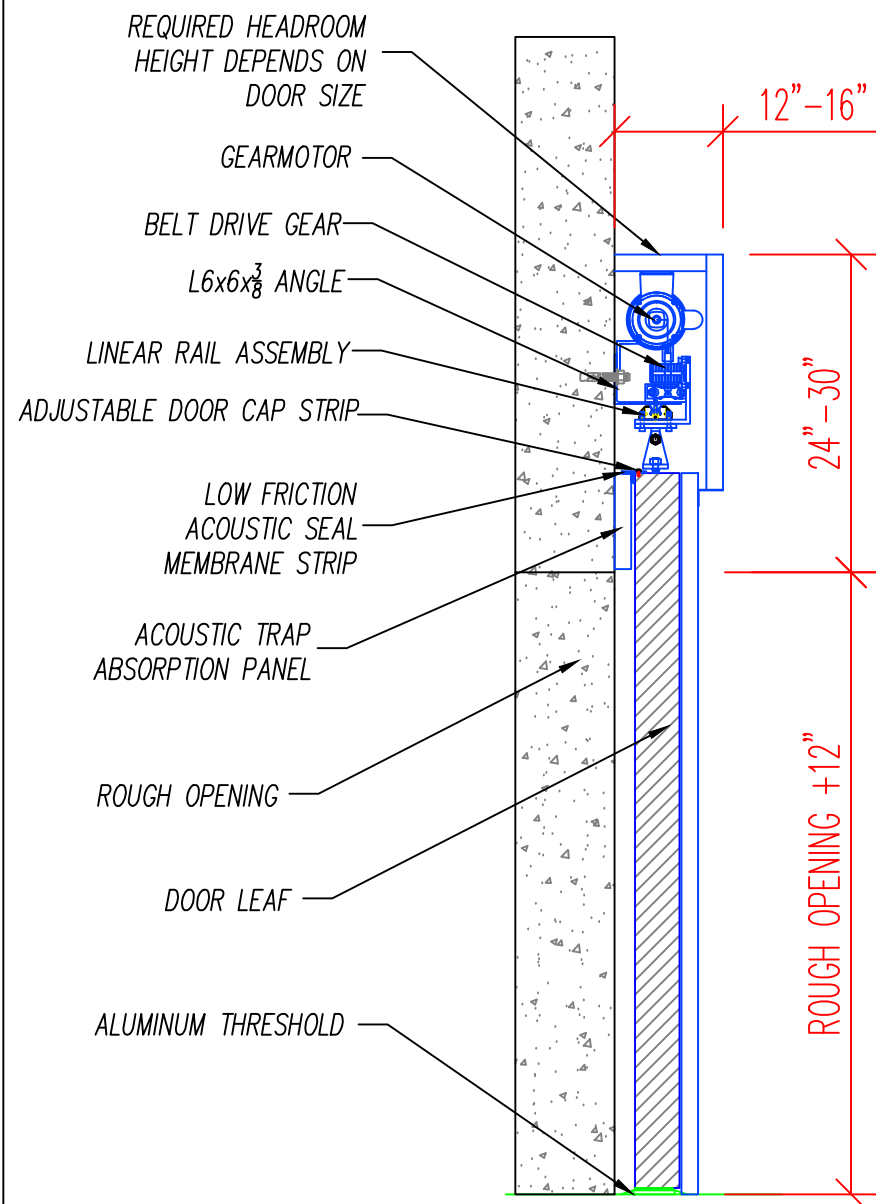 REQUIRED HEADROOM
HEIGHT DEPENDS ON
DOOR SIZE
12”-16”
GEARMOTOR
BELT DRIVE GEAR
L6x6x3/8 ANGLE
LINEAR RAIL ASSEMBLY
ADJUSTABLE DOOR CAP STRIP
24”-30”
LOW FRICTION
ACOUSTIC SEAL
MEMBRANE STRIP
ACOUSTIC TRAP
ABSORPTION PANEL
ROUGH OPENING
ROUGH OPENING +12”
DOOR LEAF
ALUMINUM THRESHOLD